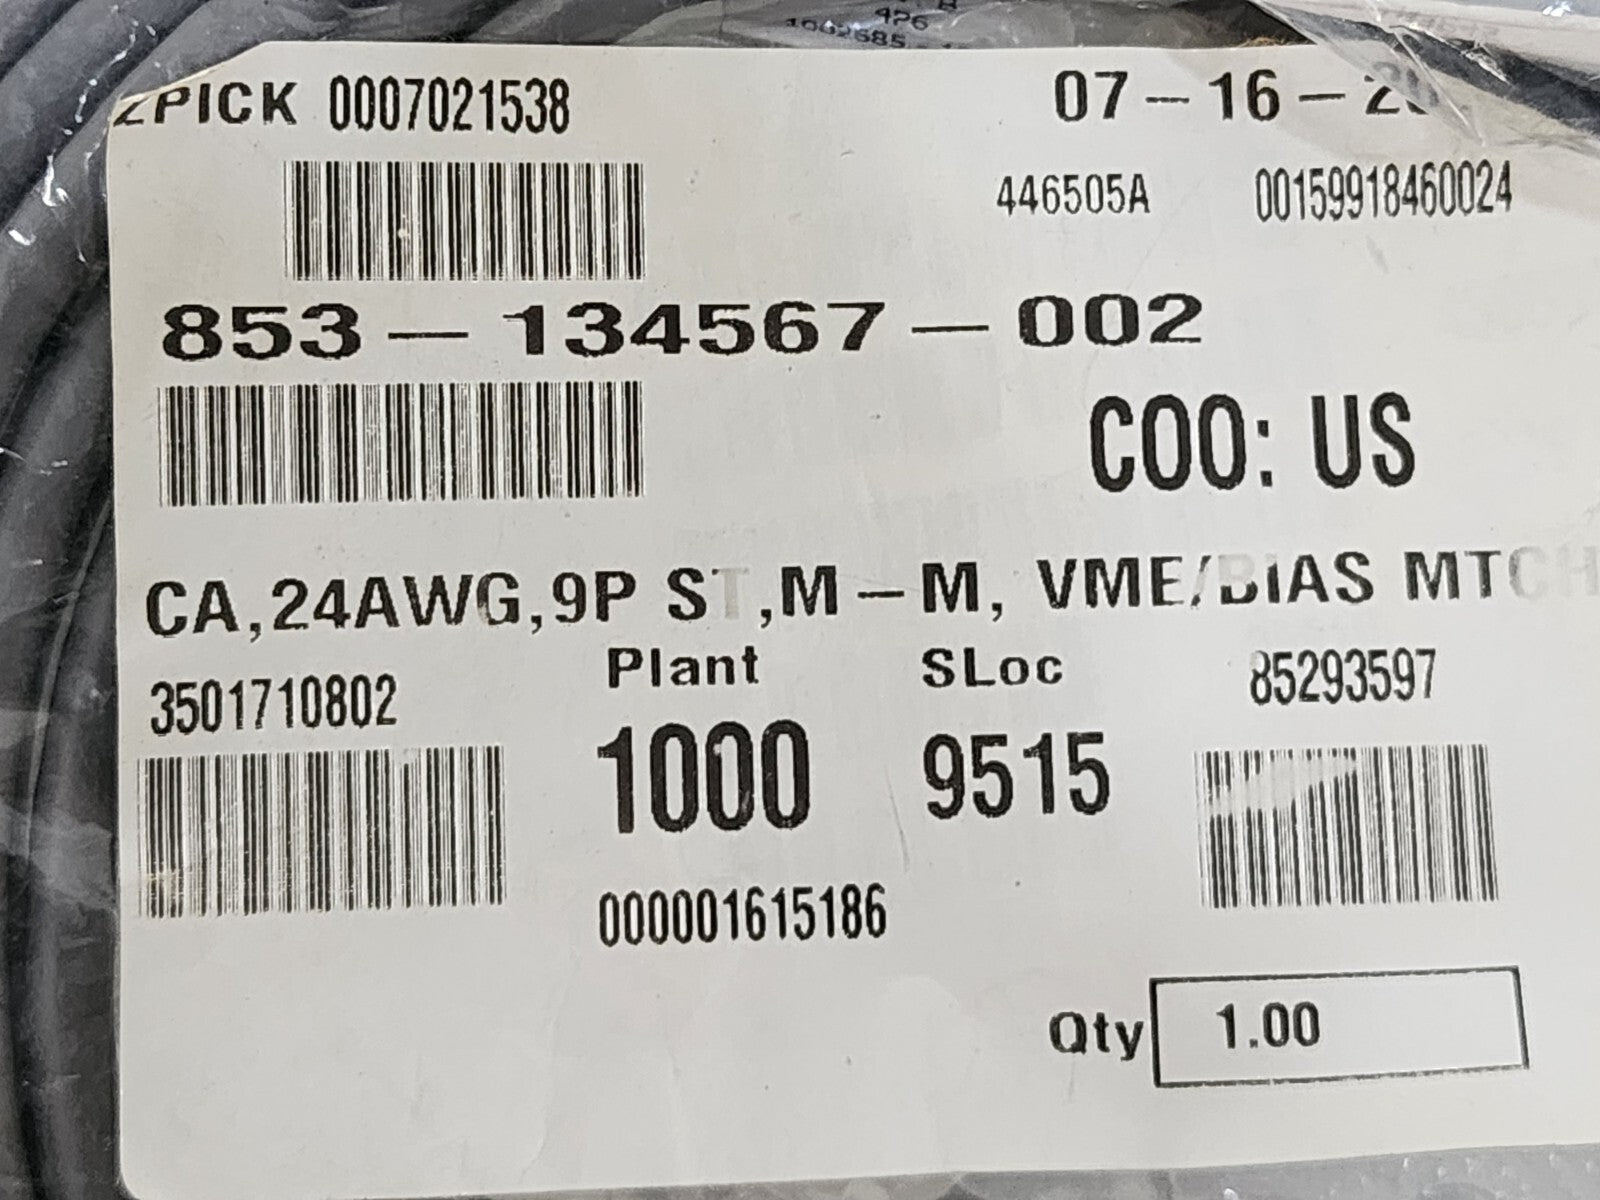 426
ZPICK 0007021538
07-16-
446505A 00159918460024
853-134567-002
COO: US
CA,24AWG,9P ST,M-M, VME/BIAS MTCH
3501710802
Plant SLoc
85293597
1000 9515
000001615186
Qty 1.00